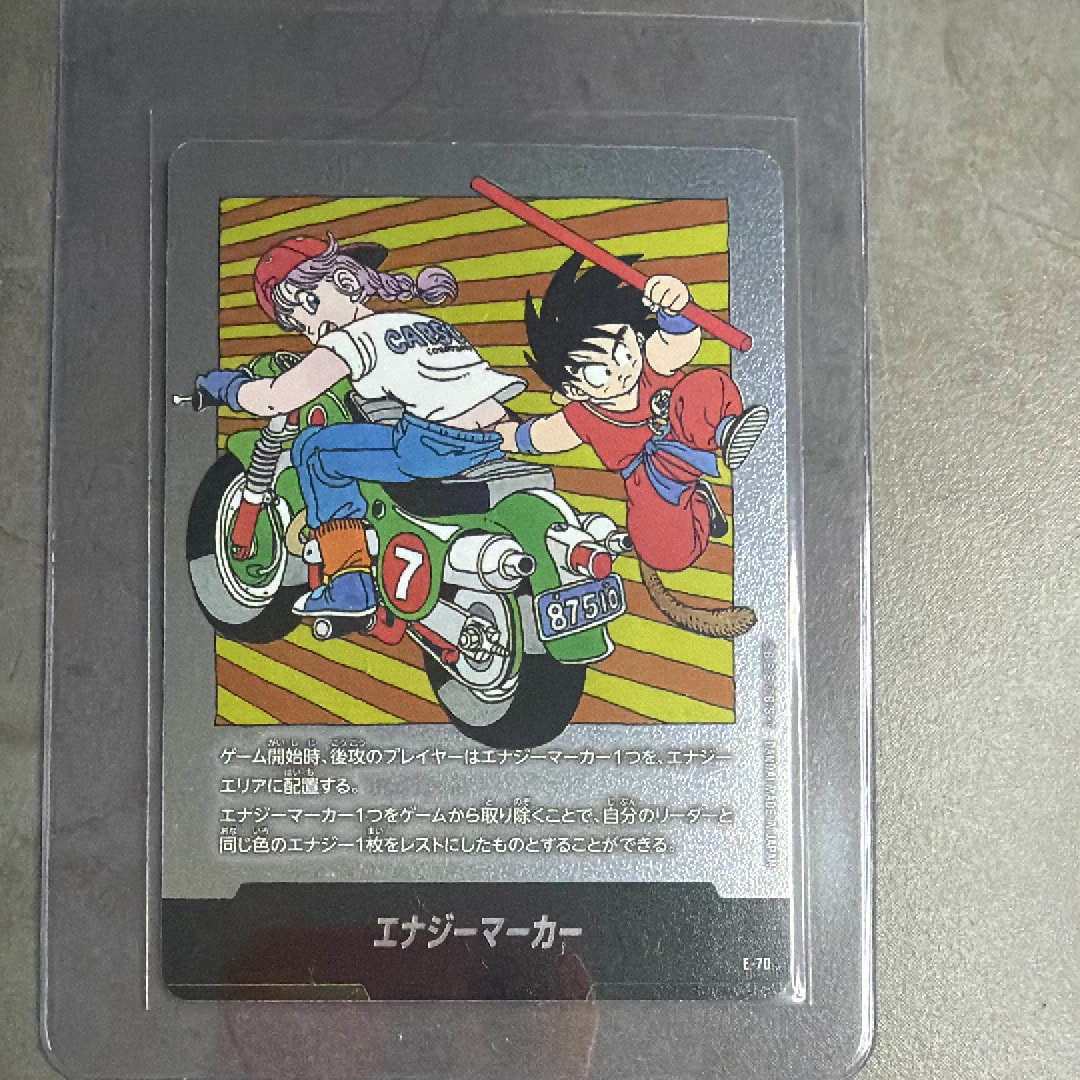 CAPSU
7
87510
ゲーム開始時、後攻のプレイヤーはエナジーマーカー1つを、エナジー
エリアに配置する。
エナジーマーカー1つをゲームから取り除くことで、自分のリーダーと
同じ色のエナジー1枚をレストにしたものとすることができる。
BANDAI MADE IN JAPAN
エナジーマーカー
E-70